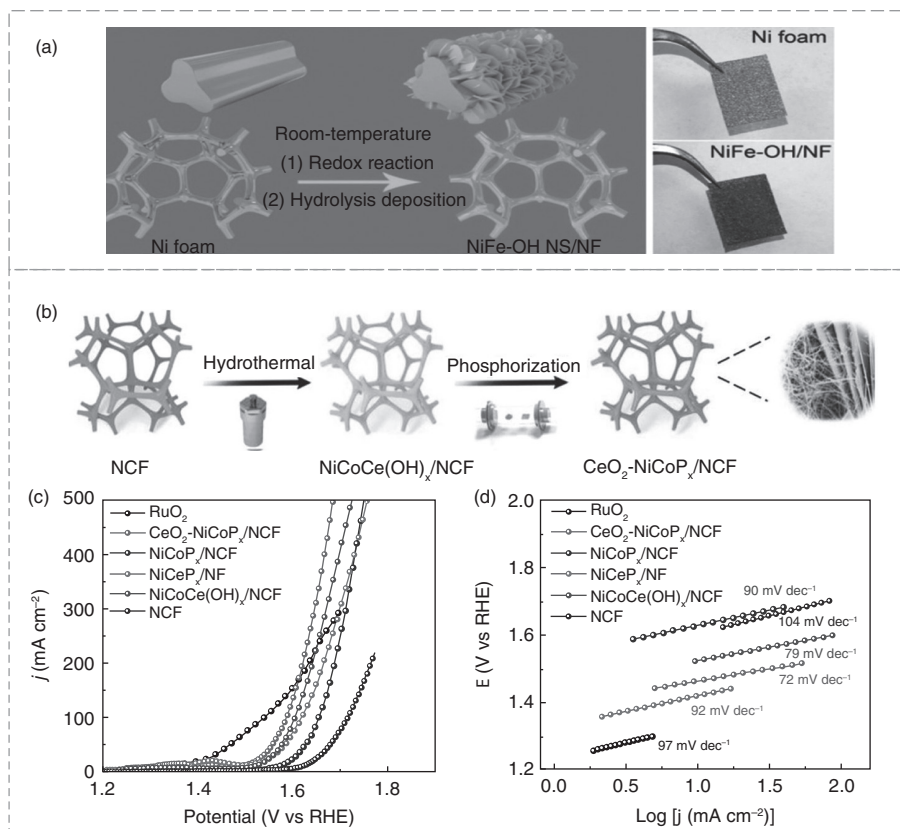 (a)
Ni foam
Room-temperature
(1) Redox reaction
(2) Hydrolysis deposition
NiFe-OH/NF
Ni foam
NiFe-OH NS/NF
(b)
Hydrothermal
Phosphorization
NCF
NiCoCe(OH)ₓ/NCF
CeO₂-NiCoPₓ/NCF
(c)
500
400
300
200
100
0
j (mA cm⁻²)
RuO₂
CeO₂-NiCoPₓ/NCF
NiCoPₓ/NCF
NiCePₓ/NF
NiCoCe(OH)ₓ/NCF
NCF
1.2
1.4
1.6
1.8
Potential (V vs RHE)
(d)
2.0
1.8
1.6
1.4
1.2
E (V vs RHE)
RuO₂
CeO₂-NiCoPₓ/NCF
NiCoPₓ/NCF
NiCePₓ/NF
NiCoCe(OH)ₓ/NCF
NCF
90 mV dec⁻¹
104 mV dec⁻¹
79 mV dec⁻¹
72 mV dec⁻¹
92 mV dec⁻¹
97 mV dec⁻¹
0.0
0.5
1.0
1.5
2.0
Log [j (mA cm⁻²)]